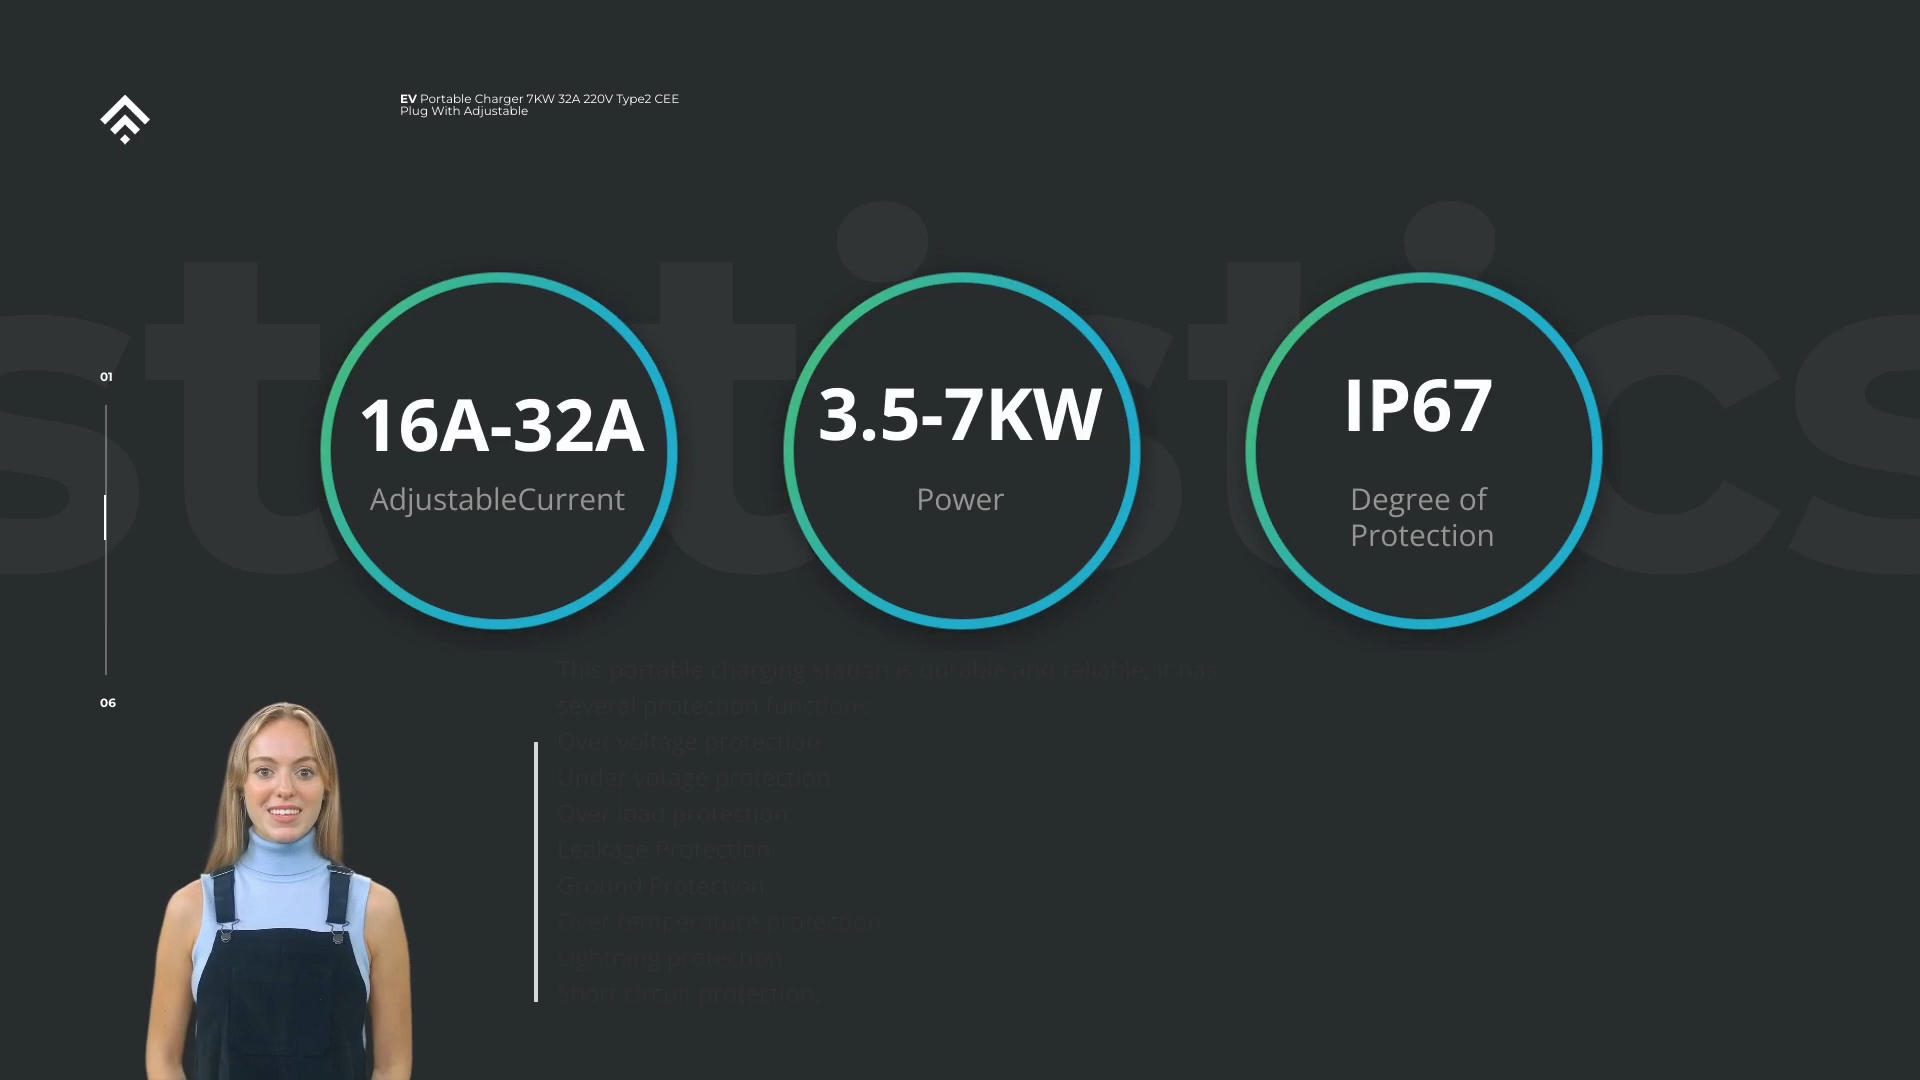 EV Portable Charger 7KW 32A 220V Type2 CEE
Plug With Adjustable
statistics
01
06
16A-32A
AdjustableCurrent
3.5-7KW
Power
IP67
Degree of
Protection
This portable charging station is durable and reliable, it has
several protection functions:
Over voltage protection
Under votage protection
Over load protection
Leakage Protection
Ground Protection
Over temperature protection
Lightning protection
Short circuit protection.